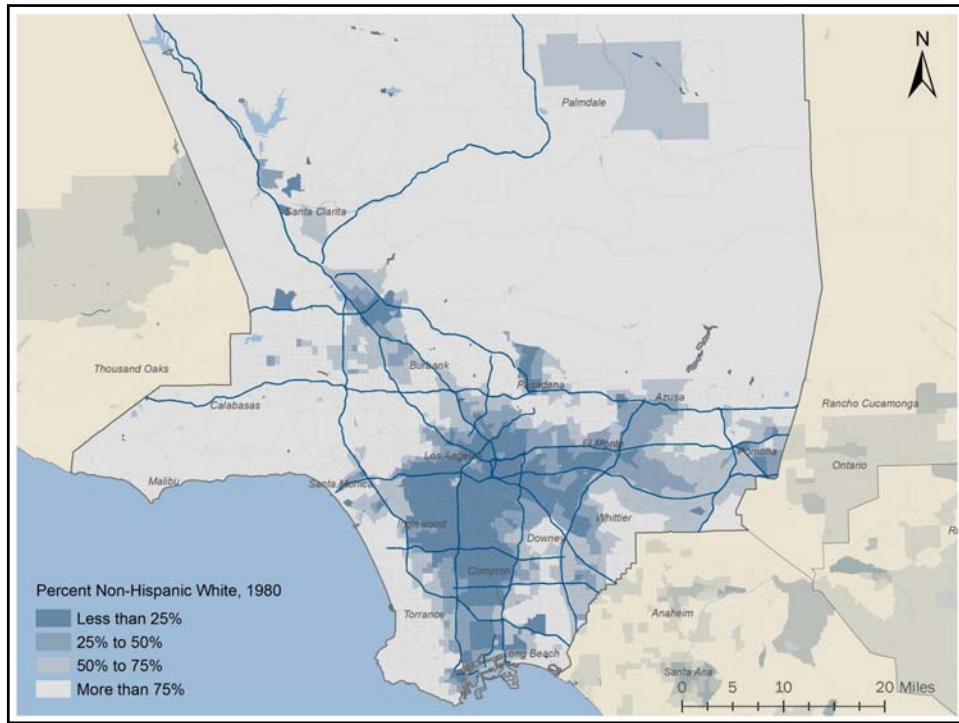 N
Palmdale
Santa Clarita
Thousand Oaks
Burbank
Pasadena
Azusa
Rancho Cucamonga
Calabasas
Los Angeles
El Monte
Pomona
Ontario
Malibu
Santa Monica
Inglewood
Whittier
Downey
Compton
Torrance
Anaheim
Long Beach
Santa Ana
Percent Non-Hispanic White, 1980
Less than 25%
25% to 50%
50% to 75%
More than 75%
0 5 10 20 Miles